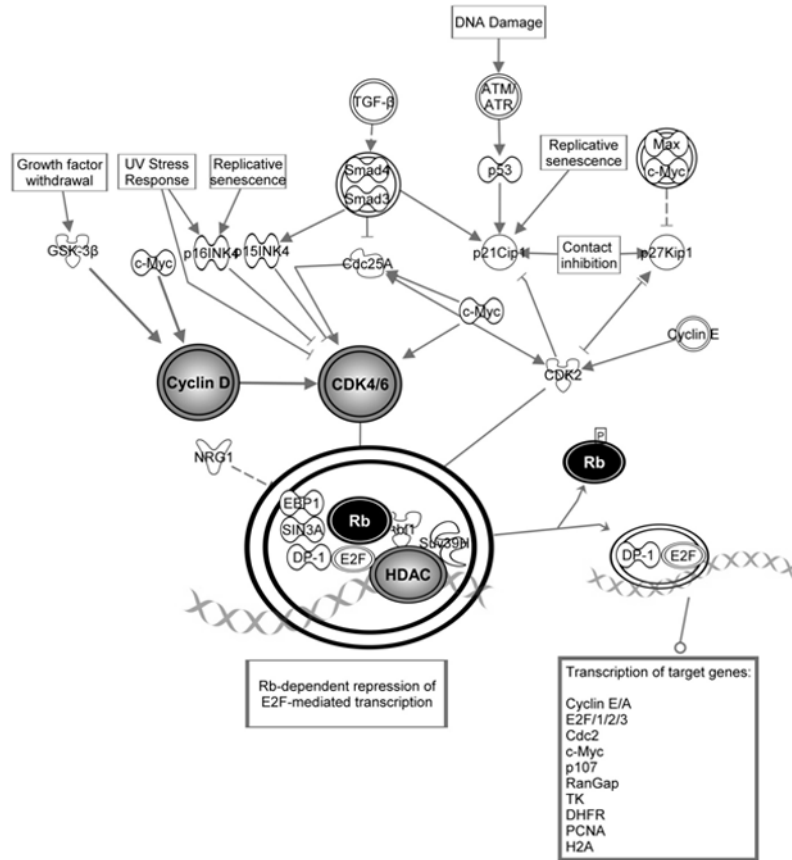 DNA Damage
ATM/
ATR
TGF-β
Max
c-Myc
Smad4
Smad3
p53
Replicative
senescence
Growth factor
withdrawal
UV Stress
Response
Replicative
senescence
GSK-3β
c-Myc
p16INK4
p15INK4
Cdc25A
p21Cip1
Contact
inhibition
p27Kip1
c-Myc
Cyclin E
Cyclin D
CDK4/6
CDK2
NRG1
P
Rb
EBP1
SIN3A
Rb
DP-1
E2F
Suv39H
HDAC
DP-1
E2F
Rb-dependent repression of
E2F-mediated transcription
Transcription of target genes:
Cyclin E/A
E2F/1/2/3
Cdc2
c-Myc
p107
RanGap
TK
DHFR
PCNA
H2A